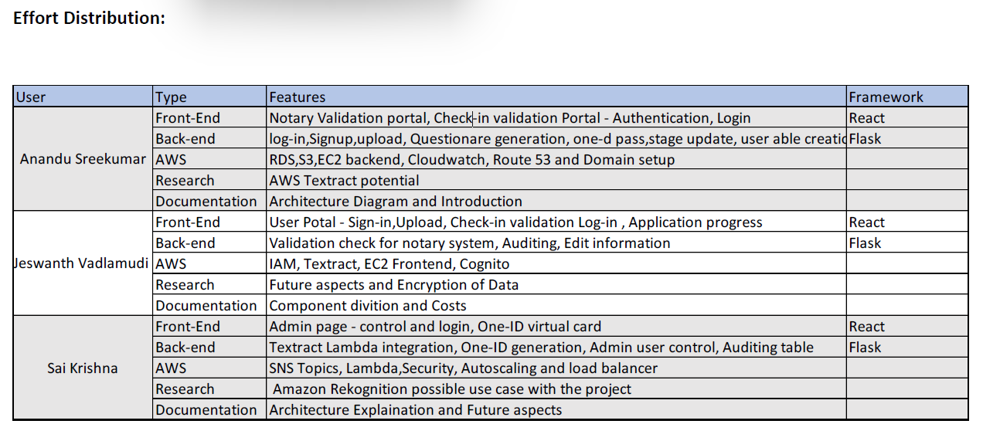 Effort Distribution:
User Type Features Framework
Front-End Notary Validation portal, Check-in validation Portal - Authentication, Login React
Back-end log-in,Signup,upload, Questionare generation, one-d pass,stage update, user able creatic Flask
Anandu Sreekumar AWS RDS,S3,EC2 backend, Cloudwatch, Route 53 and Domain setup
Research AWS Textract potential
Documentation Architecture Diagram and Introduction
Front-End User Potal - Sign-in,Upload, Check-in validation Log-in , Application progress React
Back-end Validation check for notary system, Auditing, Edit information Flask
Jeswanth Vadlamudi AWS IAM, Textract, EC2 Frontend, Cognito
Research Future aspects and Encryption of Data
Documentation Component divition and Costs
Front-End Admin page - control and login, One-ID virtual card React
Back-end Textract Lambda integration, One-ID generation, Admin user control, Auditing table Flask
Sai Krishna AWS SNS Topics, Lambda,Security, Autoscaling and load balancer
Research Amazon Rekognition possible use case with the project
Documentation Architecture Explaination and Future aspects